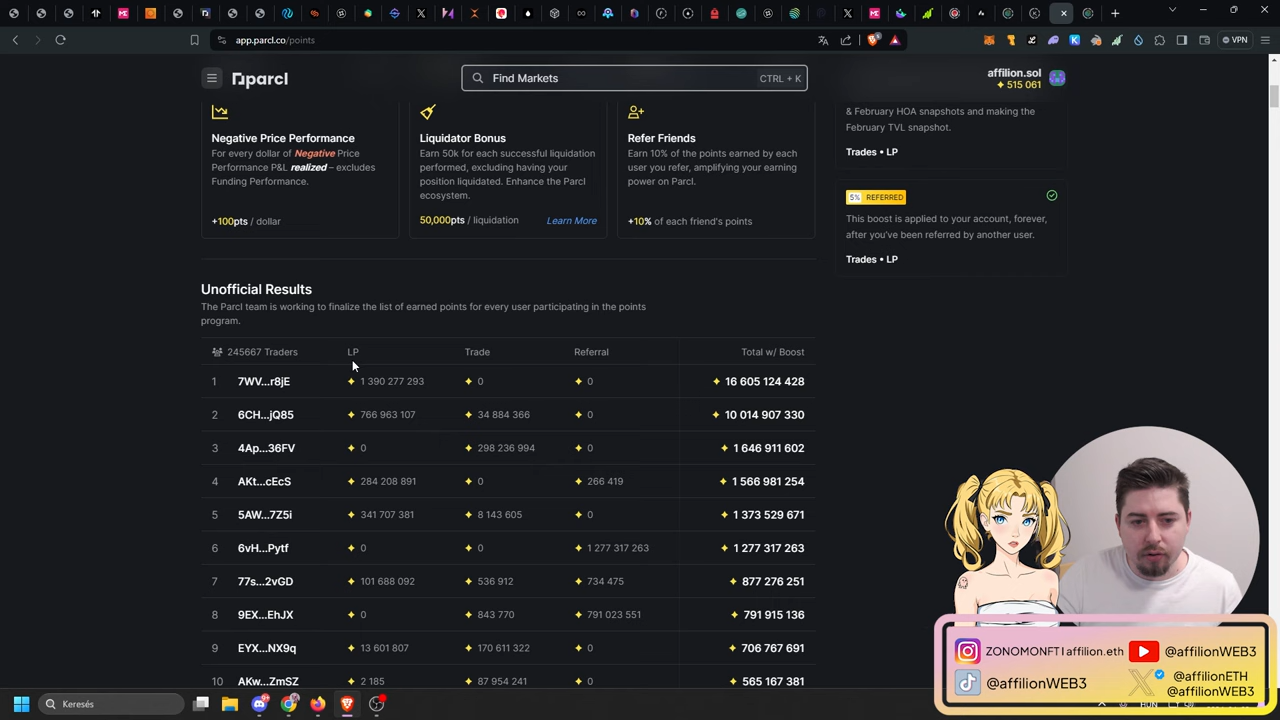 app.parcl.co/points
VPN
parcl
Find Markets
CTRL + K
affilion.sol
515 061
Negative Price Performance
For every dollar of Negative Price
Performance P&L realized – excludes
Funding Performance.
+100pts / dollar
Liquidator Bonus
Earn 50k for each successful liquidation
performed, excluding having your
position liquidated. Enhance the Parcl
ecosystem.
50,000pts / liquidation
Learn More
Refer Friends
Earn 10% of the points earned by each
user you refer, amplifying your earning
power on Parcl.
+10% of each friend's points
& February HOA snapshots and making the
February TVL snapshot.
Trades • LP
5% REFERRED
This boost is applied to your account, forever,
after you've been referred by another user.
Trades • LP
Unofficial Results
The Parcl team is working to finalize the list of earned points for every user participating in the points
program.
245667 Traders LP Trade Referral Total w/ Boost
1 7WV...r8jE 1 390 277 293 0 0 16 605 124 428
2 6CH...jQ85 766 963 107 34 884 366 0 10 014 907 330
3 4Ap...36FV 0 298 236 994 0 1 646 911 602
4 AKt...cEcS 284 208 891 0 266 419 1 566 981 254
5 5AW...7Z5i 341 707 381 8 143 605 0 1 373 529 671
6 6vH...Pytf 0 0 1 277 317 263 1 277 317 263
7 77s...2vGD 101 688 092 536 912 734 475 877 276 251
8 9EX...EhJX 0 843 770 791 023 551 791 915 136
9 EYX...NX9q 13 601 807 170 611 322 0 706 767 691
10 AKw...ZmSZ 2 185 87 954 241 0 565 167 381
ZONOMONFT | affilion.eth
@affilionWEB3
@affilionWEB3
@affilionETH
@affilionWEB3
Keresés
HUN